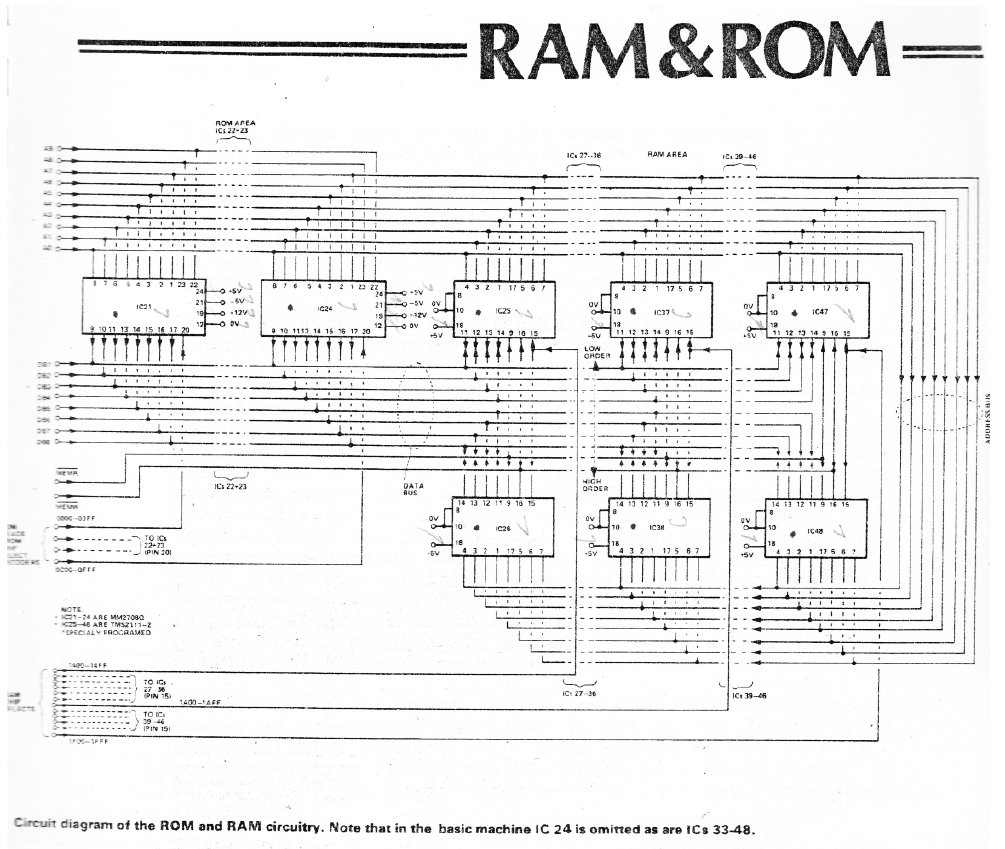 RAM&ROM
ROM AREA
ICs 22+23
ICs 27-36
RAM AREA
ICs 39-46
A9
A8
A7
A6
A5
A4
A3
A2
A1
A0
8 7 6 5 4 3 2 1 23 22
8 7 6 5 4 3 2 1 23 22
4 3 2 1 17 5 6 7
4 3 2 1 17 5 6 7
4 3 2 1 17 5 6 7
IC21
24 +5V
21 -5V
19 +12V
12 0V
IC24
24 +5V
21 -5V
19 +12V
12 0V
0V
8
10
18
+5V
IC25
0V
8
10
18
+5V
IC37
0V
8
10
18
+5V
IC47
9 10 11 13 14 15 16 17 20
9 10 11 13 14 15 16 17 20
11 12 13 14 9 16 15
11 12 13 14 9 16 15
11 12 13 14 9 16 15
LOW
ORDER
DB1
DB2
DB3
DB4
DB5
DB6
DB7
DB8
ADDRESS BUS
MEMR
MEMW
ICs 22+23
DATA
BUS
HIGH
ORDER
0000-03FF
TO ICs
22+23
(PIN 20)
0C00-0FFF
14 13 12 11 9 16 15
14 13 12 11 9 16 15
14 13 12 11 9 16 15
0V
8
10
18
+5V
IC26
0V
8
10
18
+5V
IC38
0V
8
10
18
+5V
IC48
4 3 2 1 17 5 6 7
4 3 2 1 17 5 6 7
4 3 2 1 17 5 6 7
NOTE
IC21-24 ARE MM2708Q
IC25-48 ARE TMS2111-2
*SPECIALY PROGRAMED
1400-14FF
TO ICs
27-36
(PIN 15)
1A00-1AFF
TO ICs
39-46
(PIN 15)
1F00-1FFF
ICs 27-36
ICs 39-46
Circuit diagram of the ROM and RAM circuitry. Note that in the basic machine IC 24 is omitted as are ICs 33-48.